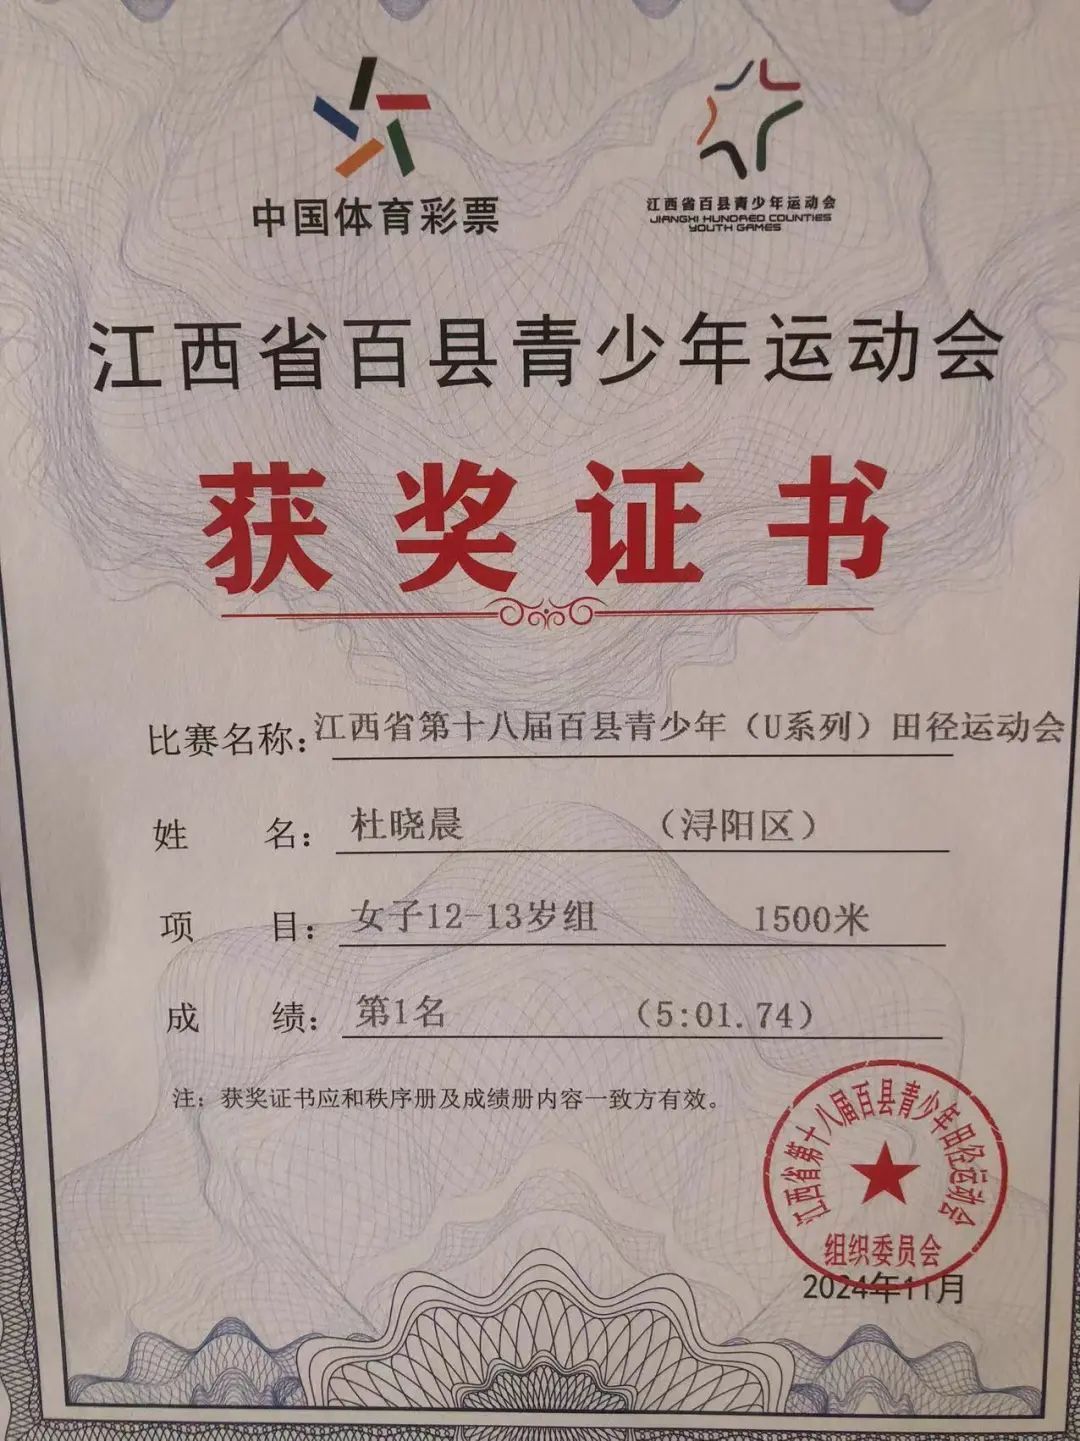 中国体育彩票
江西省百县青少年运动会
JIANGXI HUNDRED COUNTIES
YOUTH GAMES
江西省百县青少年运动会
获奖证书
比赛名称:江西省第十八届百县青少年（U系列）田径运动会
姓 名: 杜晓晨 （浔阳区）
项 目: 女子12-13岁组 1500米
成 绩: 第1名 （5:01.74）
注：获奖证书应和秩序册及成绩册内容一致方有效。
江西省第十八届百县青少年田径运动会
组织委员会
2024年11月